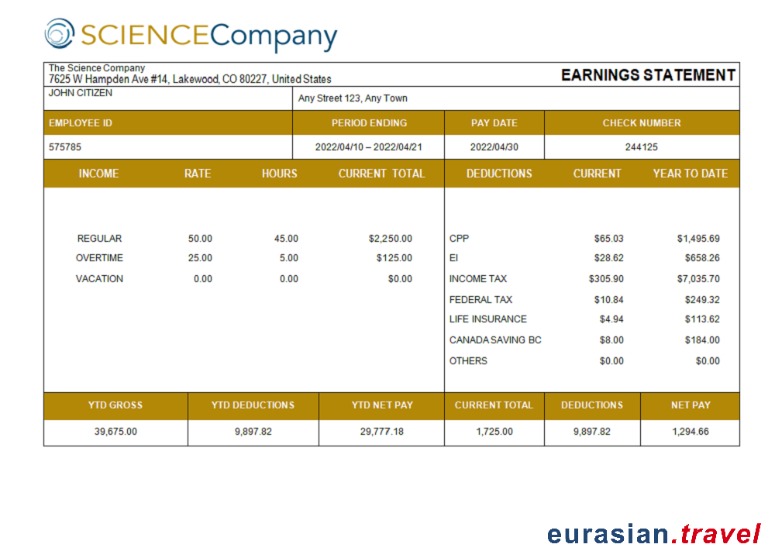 SCIENCECompany
The Science Company
7625 W Hampden Ave #14, Lakewood, CO 80227, United States
EARNINGS STATEMENT
JOHN CITIZEN
Any Street 123, Any Town
EMPLOYEE ID PERIOD ENDING PAY DATE CHECK NUMBER
575785 2022/04/10 – 2022/04/21 2022/04/30 244125
INCOME RATE HOURS CURRENT TOTAL DEDUCTIONS CURRENT YEAR TO DATE
REGULAR 50.00 45.00 $2,250.00 CPP $65.03 $1,495.69
OVERTIME 25.00 5.00 $125.00 EI $28.62 $658.26
VACATION 0.00 0.00 $0.00 INCOME TAX $305.90 $7,035.70
FEDERAL TAX $10.84 $249.32
LIFE INSURANCE $4.94 $113.62
CANADA SAVING BC $8.00 $184.00
OTHERS $0.00 $0.00
YTD GROSS YTD DEDUCTIONS YTD NET PAY CURRENT TOTAL DEDUCTIONS NET PAY
39,675.00 9,897.82 29,777.18 1,725.00 9,897.82 1,294.66
eurasian.travel